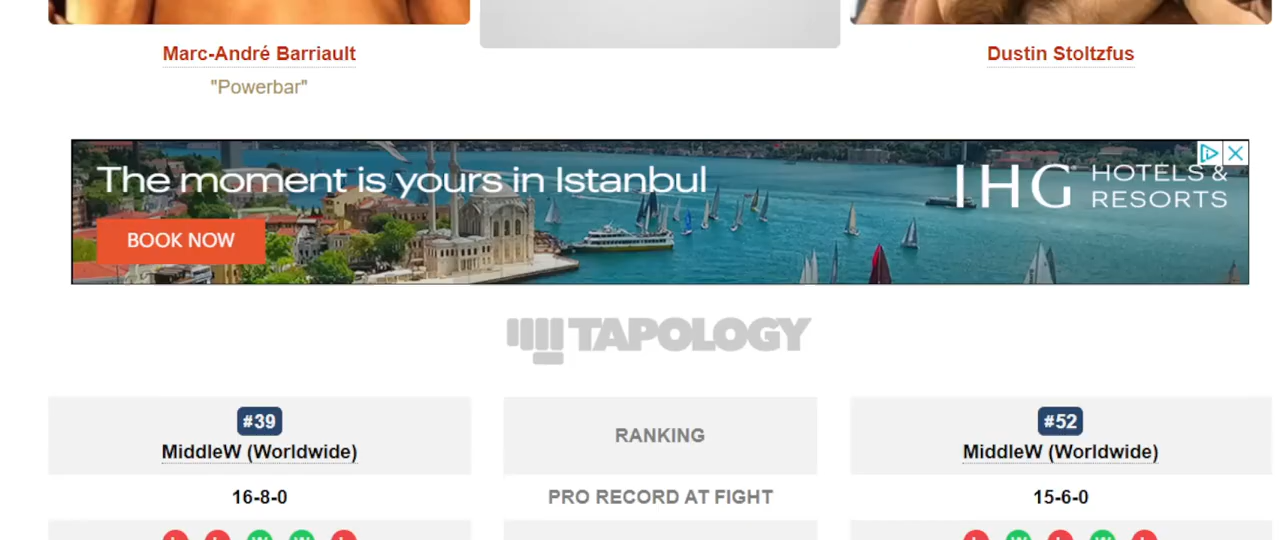 Marc-André Barriault
Dustin Stoltzfus
"Powerbar"
The moment is yours in Istanbul
BOOK NOW
IHG HOTELS &
RESORTS
TAPOLOGY
#39
MiddleW (Worldwide)
RANKING
#52
MiddleW (Worldwide)
16-8-0
PRO RECORD AT FIGHT
15-6-0